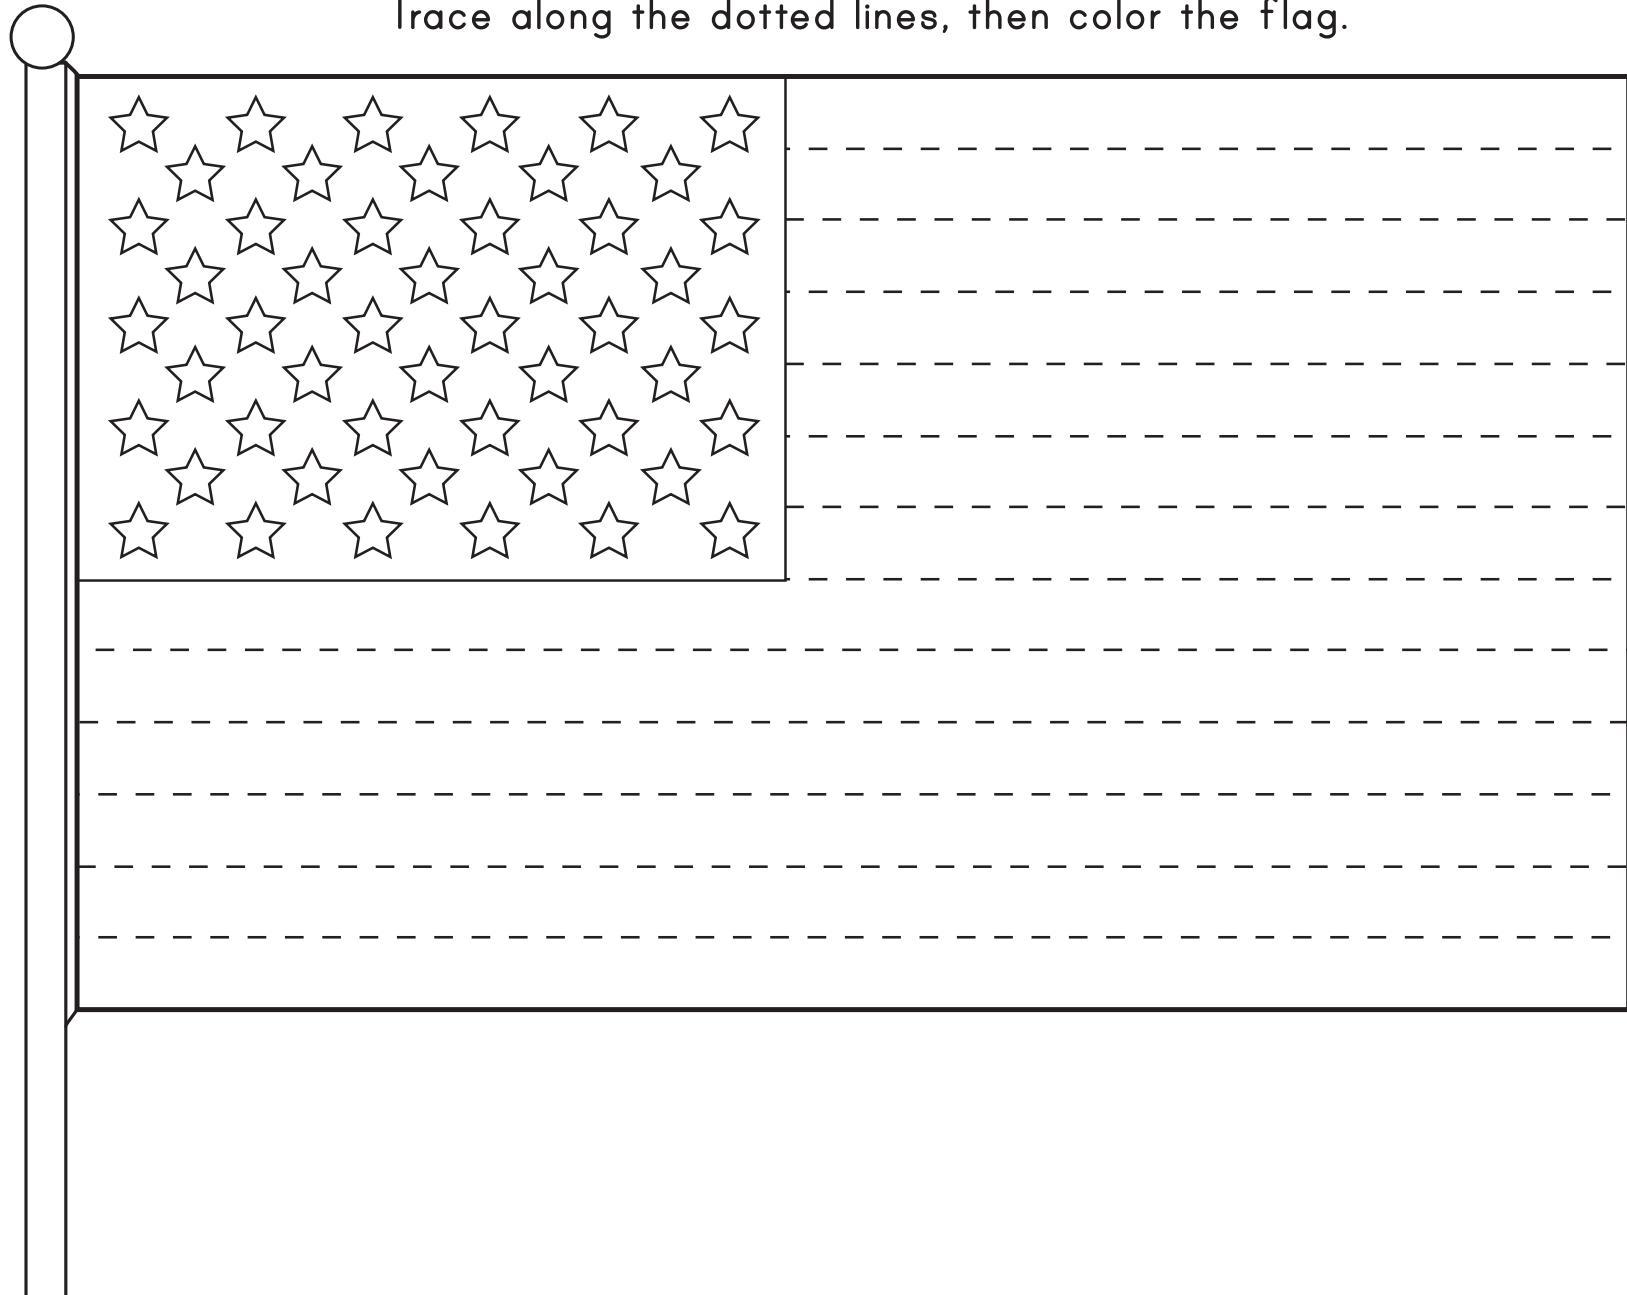 Trace along the dotted lines, then color the flag.